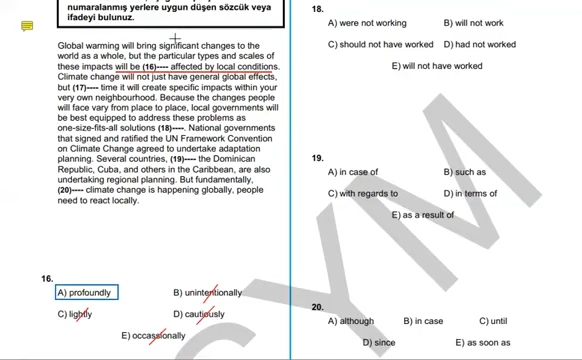 numaralanmış yerlere uygun düşen sözcük veya
ifadeyi bulunuz.
Global warming will bring significant changes to the
world as a whole, but the particular types and scales of
these impacts will be (16)---- affected by local conditions.
Climate change will not just have general global effects,
but (17)---- time it will create specific impacts within your
very own neighbourhood. Because the changes people
will face vary from place to place, local governments will
be best equipped to address these problems as
one-size-fits-all solutions (18)----. National governments
that signed and ratified the UN Framework Convention
on Climate Change agreed to undertake adaptation
planning. Several countries, (19)---- the Dominican
Republic, Cuba, and others in the Caribbean, are also
undertaking regional planning. But fundamentally,
(20)---- climate change is happening globally, people
need to react locally.
16.
A) profoundly B) unintentionally
C) lightly D) cautiously
E) occassionally
18.
A) were not working B) will not work
C) should not have worked D) had not worked
E) will not have worked
19.
A) in case of B) such as
C) with regards to D) in terms of
E) as a result of
20.
A) although B) in case C) until
D) since E) as soon as